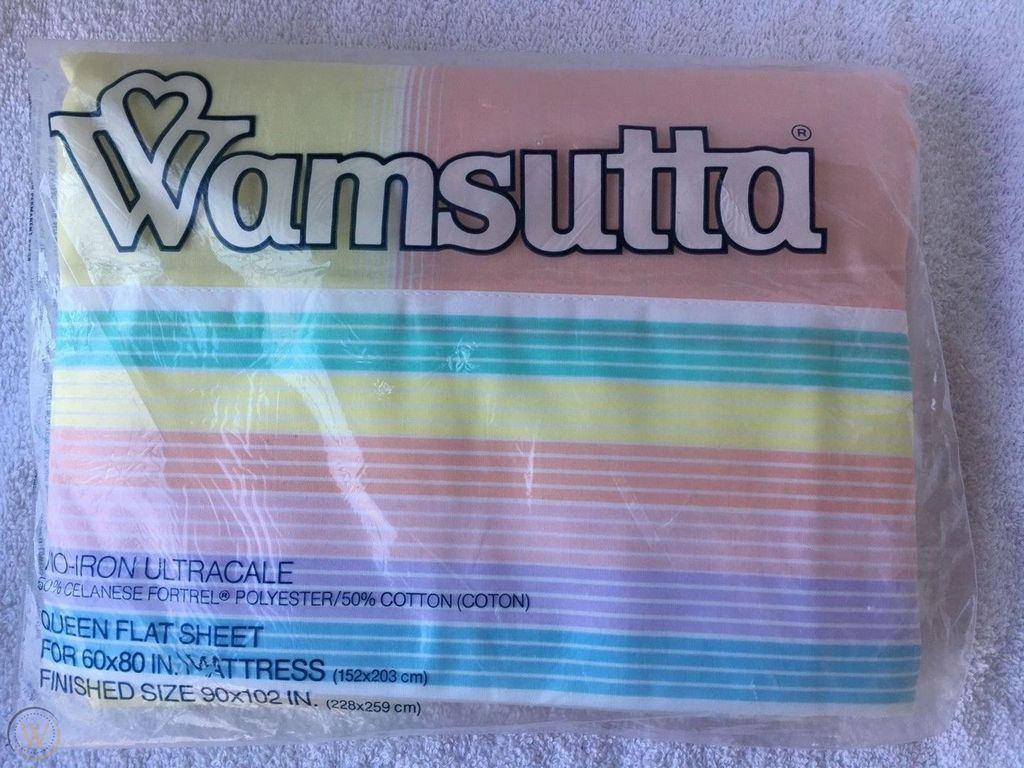 Wamsutta®
NO-IRON ULTRACALE
50% CELANESE FORTREL® POLYESTER/50% COTTON (COTON)
QUEEN FLAT SHEET
FOR 60x80 IN. MATTRESS (152x203 cm)
FINISHED SIZE 90x102 IN. (228x259 cm)
W